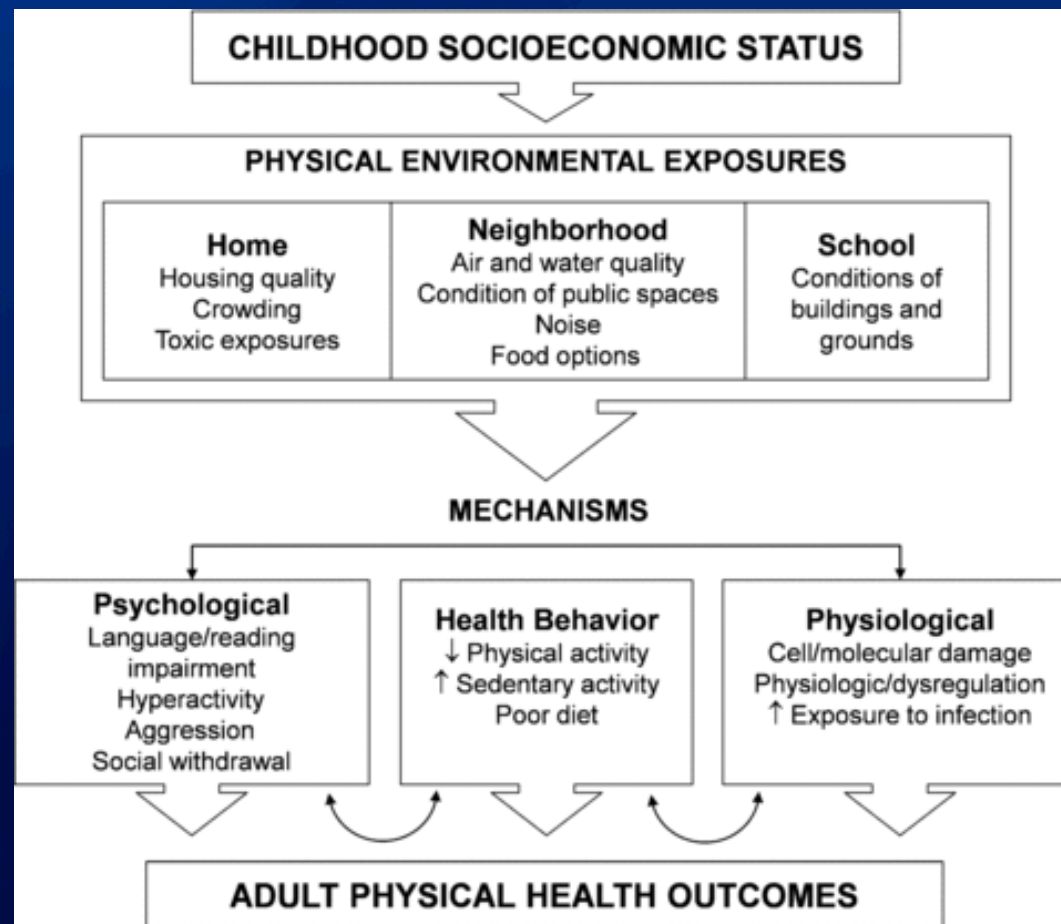 CHILDHOOD SOCIOECONOMIC STATUS
PHYSICAL ENVIRONMENTAL EXPOSURES
Home
Housing quality
Crowding
Toxic exposures
Neighborhood
Air and water quality
Condition of public spaces
Noise
Food options
School
Conditions of
buildings and
grounds
MECHANISMS
Psychological
Language/reading
impairment
Hyperactivity
Aggression
Social withdrawal
Health Behavior
↓ Physical activity
↑ Sedentary activity
Poor diet
Physiological
Cell/molecular damage
Physiologic/dysregulation
↑ Exposure to infection
ADULT PHYSICAL HEALTH OUTCOMES